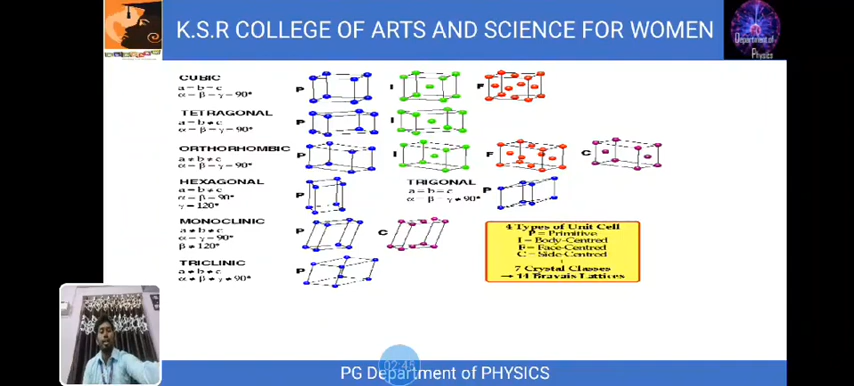 K.S.R COLLEGE OF ARTS AND SCIENCE FOR WOMEN
Department of
Physics
CUBIC
a = b = c
α = β = γ = 90°
P
I
F
TETRAGONAL
a = b ≠ c
α = β = γ = 90°
P
I
ORTHORHOMBIC
a ≠ b ≠ c
α = β = γ = 90°
P
I
F
C
HEXAGONAL
a = b ≠ c
α = β = 90°
γ = 120°
P
TRIGONAL
a = b = c
α = β = γ ≠ 90°
P
MONOCLINIC
a ≠ b ≠ c
α = γ = 90°
β ≠ 120°
P
C
TRICLINIC
a ≠ b ≠ c
α ≠ β ≠ γ ≠ 90°
P
4 Types of Unit Cell
P = Primitive
I = Body-Centred
F = Face-Centred
C = Side-Centred
+
7 Crystal Classes
→ 14 Bravais Lattices
02:48
PG Department of PHYSICS